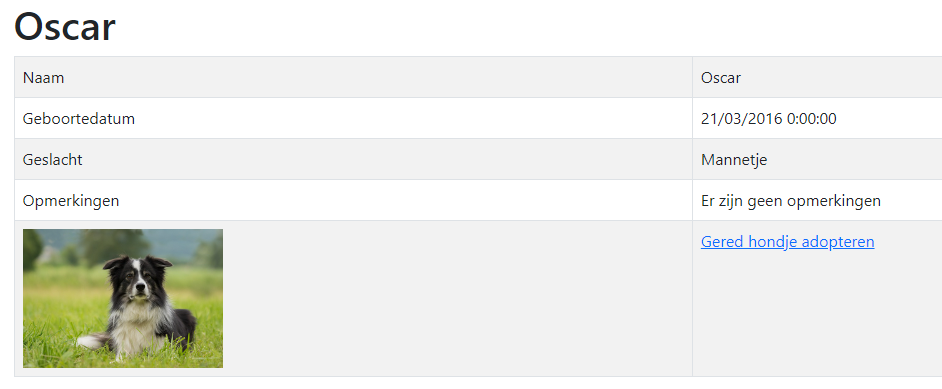 Oscar
Naam Oscar
Geboortedatum 21/03/2016 0:00:00
Geslacht Mannetje
Opmerkingen Er zijn geen opmerkingen
Gered hondje adopteren